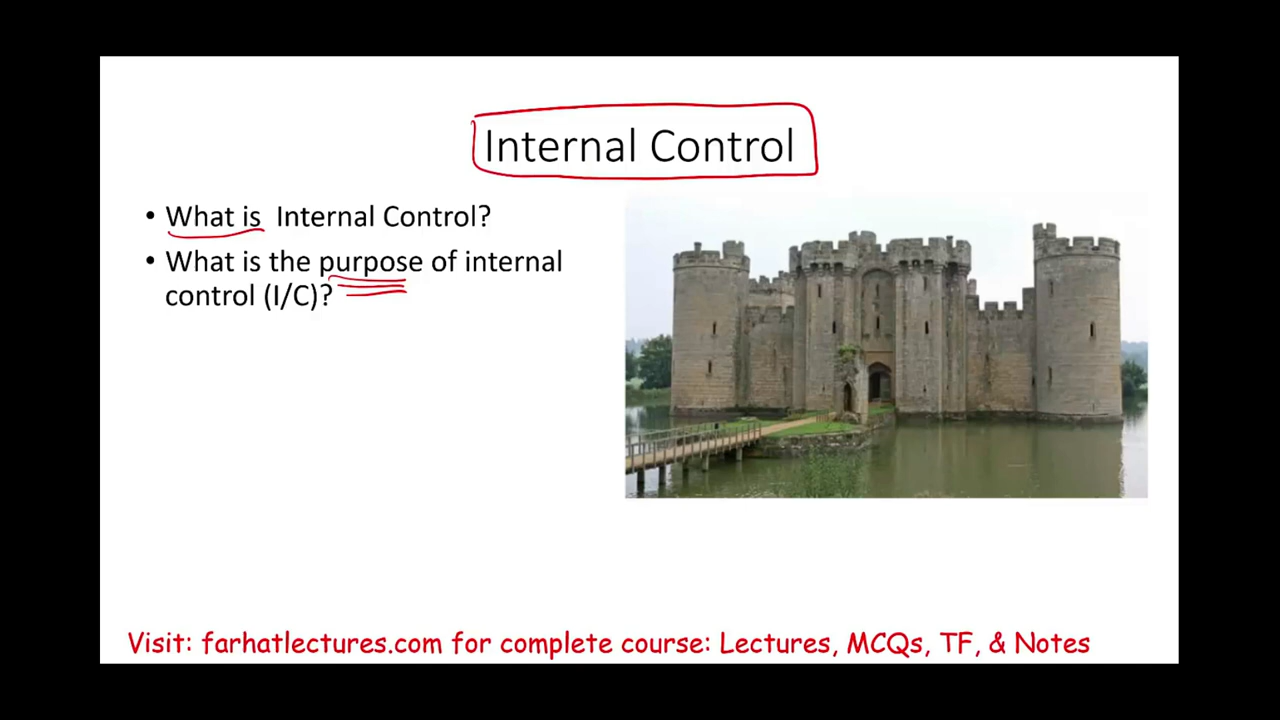 Internal Control
• What is Internal Control?
• What is the purpose of internal
control (I/C)?
Visit: farhatlectures.com for complete course: Lectures, MCQs, TF, & Notes